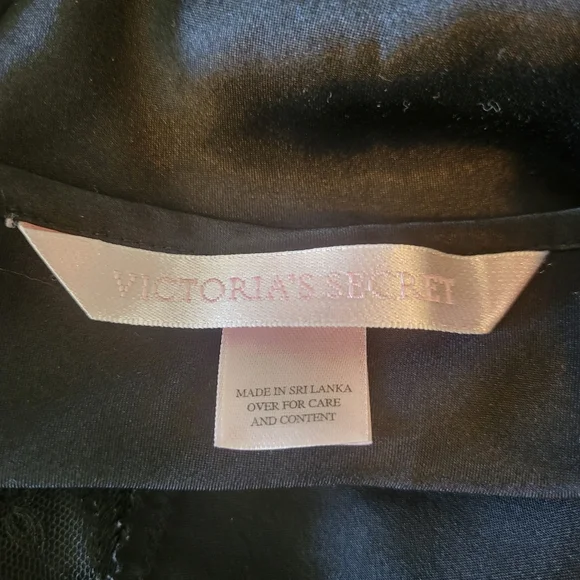 VICTORIA'S SECRET
MADE IN SRI LANKA
OVER FOR CARE
AND CONTENT